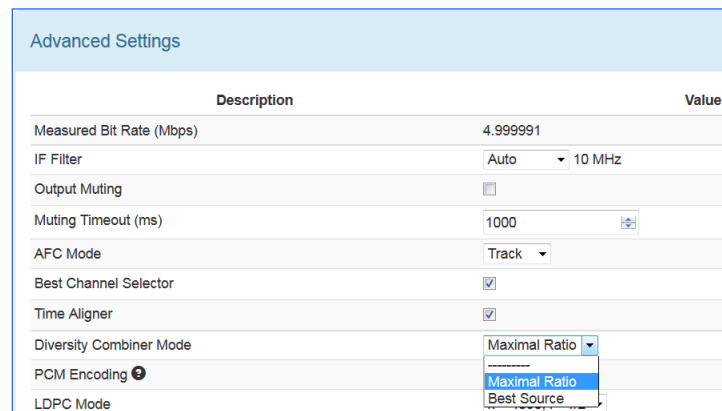 Advanced Settings
Description Value
Measured Bit Rate (Mbps) 4.999991
IF Filter Auto 10 MHz
Output Muting
Muting Timeout (ms) 1000
AFC Mode Track
Best Channel Selector
Time Aligner
Diversity Combiner Mode Maximal Ratio
---------
PCM Encoding Maximal Ratio
LDPC Mode Best Source